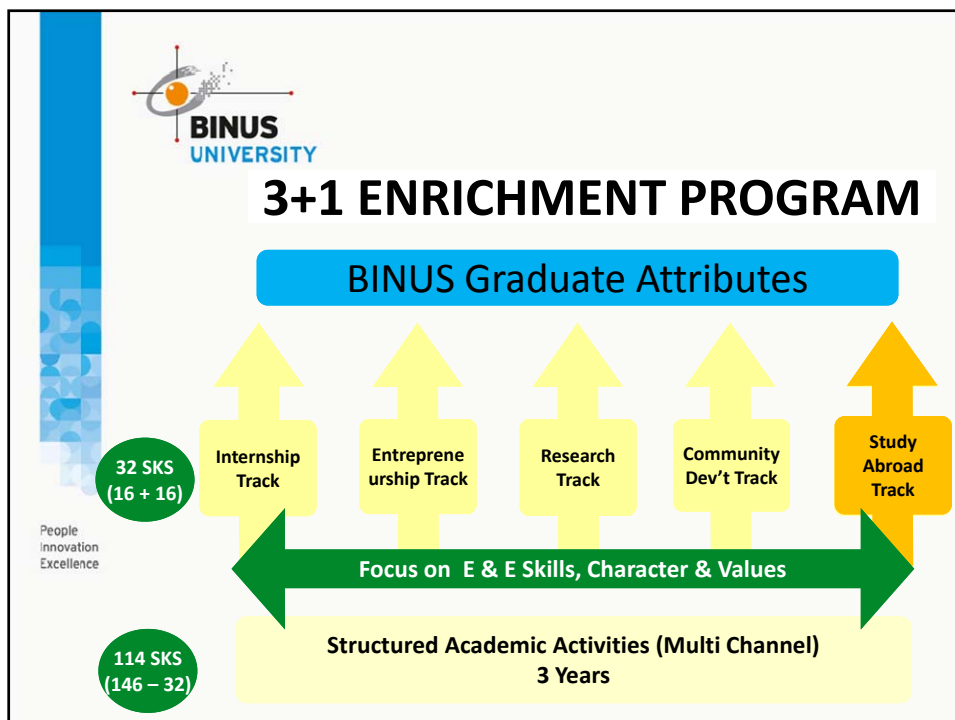 BINUS
UNIVERSITY
3+1 ENRICHMENT PROGRAM
BINUS Graduate Attributes
32 SKS
(16 + 16)
Internship
Track
Entreprene
urship Track
Research
Track
Community
Dev’t Track
Study
Abroad
Track
People
Innovation
Excellence
Focus on E & E Skills, Character & Values
114 SKS
(146 – 32)
Structured Academic Activities (Multi Channel)
3 Years